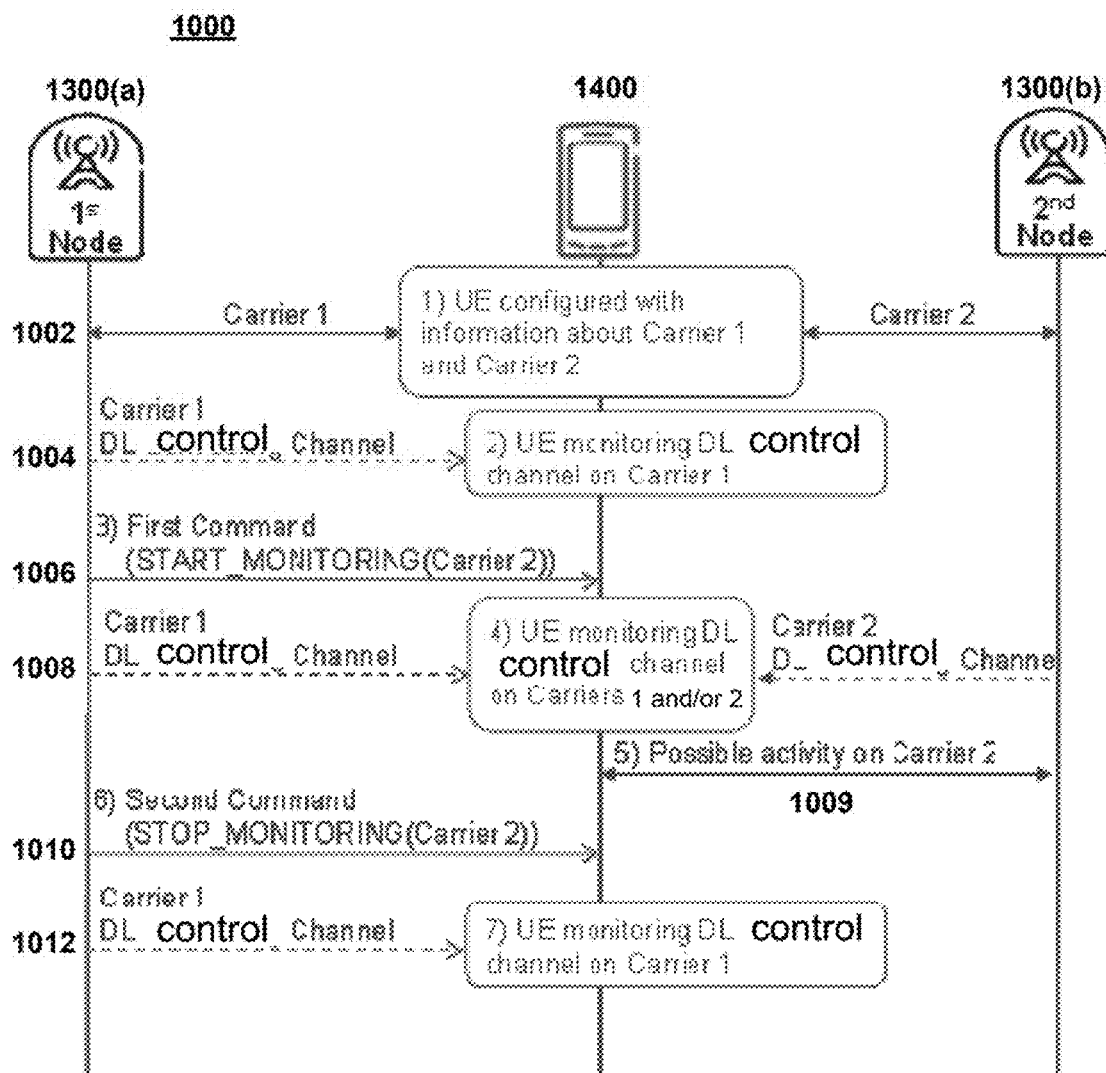 1000
1300(a)
1400
1300(b)
1st
Node
2nd
Node
1002
Carrier 1
1) UE configured with
information about Carrier 1
and Carrier 2
Carrier 2
Carrier 1
1004
DL control Channel
2) UE monitoring DL control
channel on Carrier 1
3) First Command
1006
(START_MONITORING(Carrier 2))
Carrier 1
1008
DL control Channel
4) UE monitoring DL
control channel
on Carriers 1 and/or 2
Carrier 2
DL control Channel
5) Possible activity on Carrier 2
1009
6) Second Command
1010
(STOP_MONITORING(Carrier 2))
Carrier 1
1012
DL control Channel
7) UE monitoring DL control
channel on Carrier 1